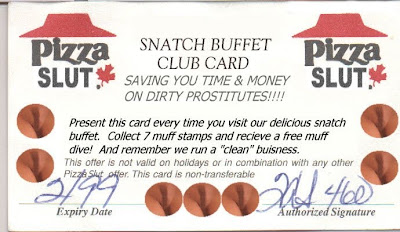 Pizza
SLUT.
SNATCH BUFFET
CLUB CARD
Pizza
SLUT.
SAVING YOU TIME & MONEY
ON DIRTY PROSTITUTES!!!!
Present this card every time you visit our delicious snatch
buffet. Collect 7 muff stamps and recieve a free muff
dive! And remember we run a "clean" buisness.
This offer is not valid on holidays or in combination with any other
Pizza Slut offer. This card is non-transferable
2/99
Expiry Date
Authorized Signature